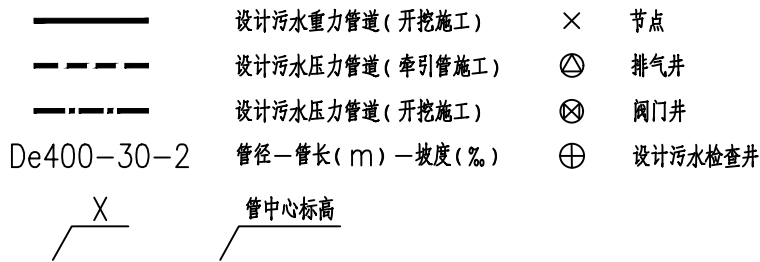 设计污水重力管道(开挖施工) × 节点
设计污水压力管道(牵引管施工) 排气井
设计污水压力管道(开挖施工) 阀门井
De400-30-2 管径—管长(m)—坡度(‰) 设计污水检查井
X 管中心标高